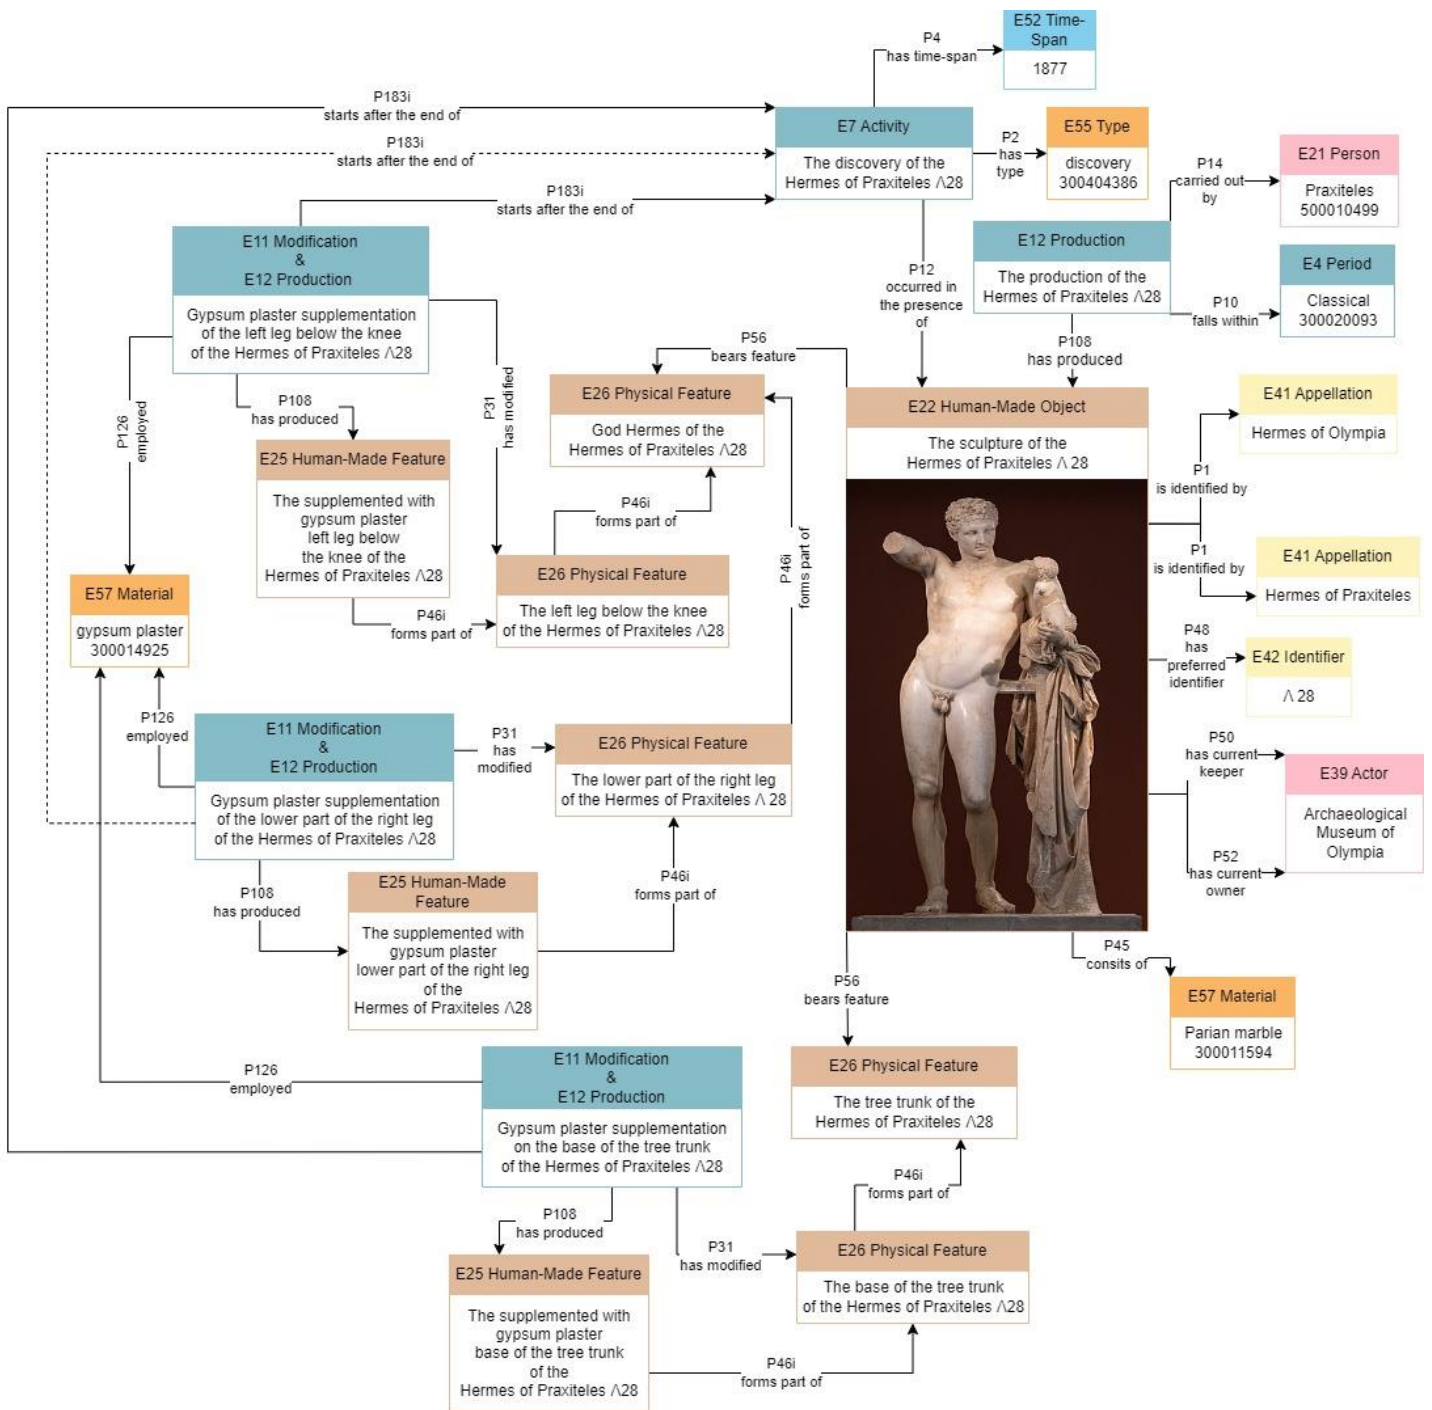 E52 Time-
Span
1877
P4
has time-span
P183i
starts after the end of
E7 Activity
The discovery of the
Hermes of Praxiteles Λ28
P2
has
type
E55 Type
discovery
300404386
P183i
starts after the end of
P183i
starts after the end of
P14
carried out
by
E21 Person
Praxiteles
500010499
E12 Production
The production of the
Hermes of Praxiteles Λ28
E4 Period
Classical
300020093
P10
falls within
P12
occurred in
the presence
of
P108
has produced
E11 Modification
&
E12 Production
Gypsum plaster supplementation
of the left leg below the knee
of the Hermes of Praxiteles Λ28
P56
bears feature
P126
employed
P108
has produced
P31
has modified
E26 Physical Feature
God Hermes of the
Hermes of Praxiteles Λ28
E22 Human-Made Object
The sculpture of the
Hermes of Praxiteles Λ 28
E41 Appellation
Hermes of Olympia
P1
is identified by
E25 Human-Made Feature
The supplemented with
gypsum plaster
left leg below
the knee of the
Hermes of Praxiteles Λ28
P46i
forms part of
P46i
forms part of
P1
is identified by
E41 Appellation
Hermes of Praxiteles
E57 Material
gypsum plaster
300014925
P46i
forms part of
E26 Physical Feature
The left leg below the knee
of the Hermes of Praxiteles Λ28
P48
has
preferred
identifier
E42 Identifier
Λ 28
P126
employed
E11 Modification
&
E12 Production
Gypsum plaster supplementation
of the lower part of the right leg
of the Hermes of Praxiteles Λ28
P31
has
modified
E26 Physical Feature
The lower part of the right leg
of the Hermes of Praxiteles Λ 28
P50
has current
keeper
E39 Actor
Archaeological
Museum of
Olympia
P52
has current
owner
P108
has produced
E25 Human-Made
Feature
The supplemented with
gypsum plaster
lower part of the right leg
of the
Hermes of Praxiteles Λ28
P46i
forms part of
P45
consits of
E57 Material
Parian marble
300011594
P56
bears feature
P126
employed
E11 Modification
&
E12 Production
Gypsum plaster supplementation
on the base of the tree trunk
of the Hermes of Praxiteles Λ28
E26 Physical Feature
The tree trunk of the
Hermes of Praxiteles Λ28
P46i
forms part of
P108
has produced
P31
has modified
E26 Physical Feature
The base of the tree trunk
of the Hermes of Praxiteles Λ28
E25 Human-Made Feature
The supplemented with
gypsum plaster
base of the tree trunk
of the
Hermes of Praxiteles Λ28
P46i
forms part of